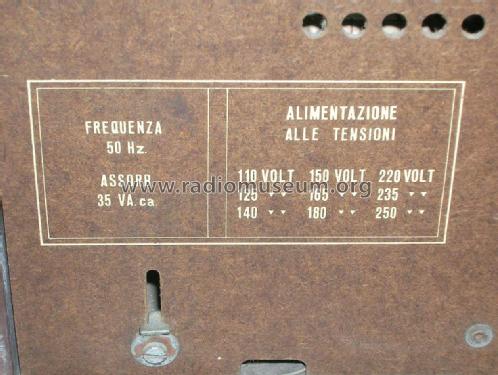 FREQUENZA
50 Hz.
ASSORB.
35 VA. ca.
ALIMENTAZIONE
ALLE TENSIONI
110 VOLT 150 VOLT 220 VOLT
125 " 165 " 235 "
140 " 180 " 250 "
www.radiomuseum.org